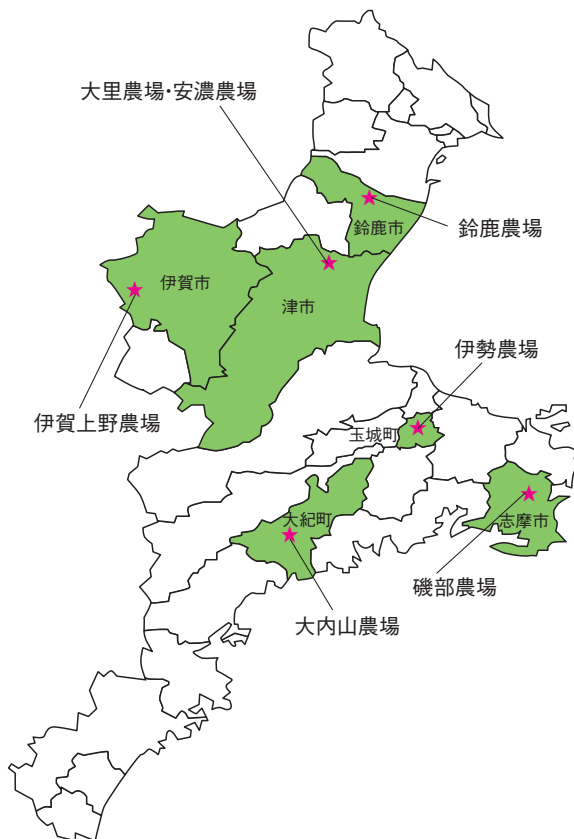 大里農場・安濃農場
鈴鹿市
鈴鹿農場
伊賀市
津市
伊勢農場
伊賀上野農場
玉城町
大紀町
志摩市
磯部農場
大内山農場